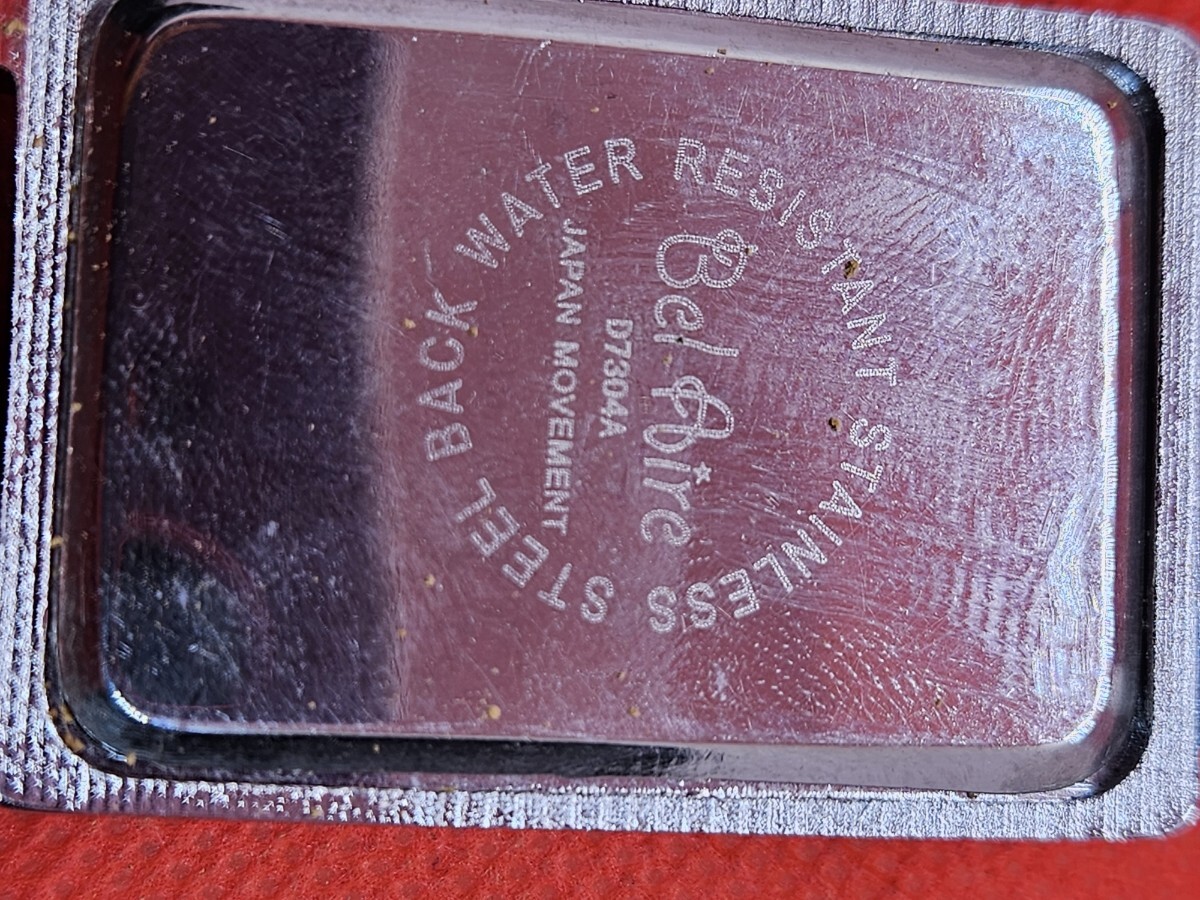 WATER RESISTANT STAINLESS STEEL BACK
Bel Aire
D7304A
JAPAN MOVEMENT